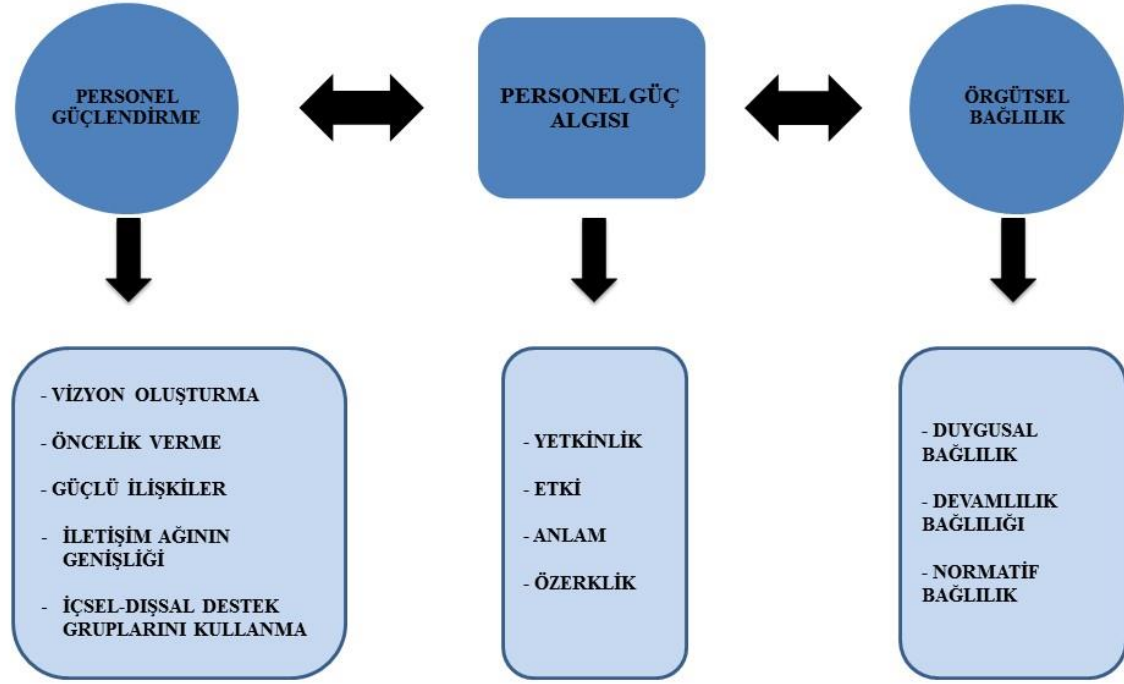 PERSONEL
GÜÇLENDİRME
PERSONEL GÜÇ
ALGISI
ÖRGÜTSEL
BAĞLILIK
- VİZYON OLUŞTURMA
- ÖNCELİK VERME
- GÜÇLÜ İLİŞKİLER
- İLETİŞİM AĞININ
GENİŞLİĞİ
- İÇSEL-DIŞSAL DESTEK
GRUPLARINI KULLANMA
- YETKİNLİK
- ETKİ
- ANLAM
- ÖZERKLİK
- DUYGUSAL
BAĞLILIK
- DEVAMLILIK
BAĞLILIĞI
- NORMATİF
BAĞLILIK